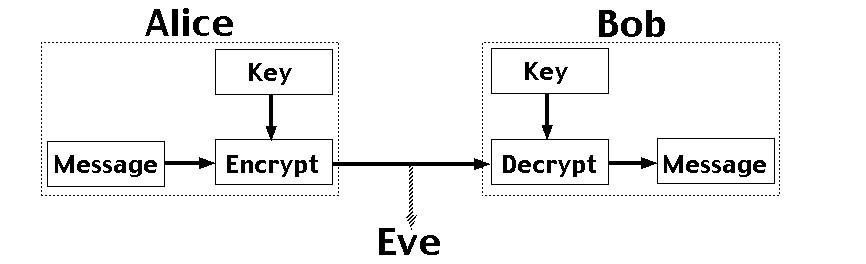 Alice
Bob
Key
Key
Message
Encrypt
Decrypt
Message
Eve